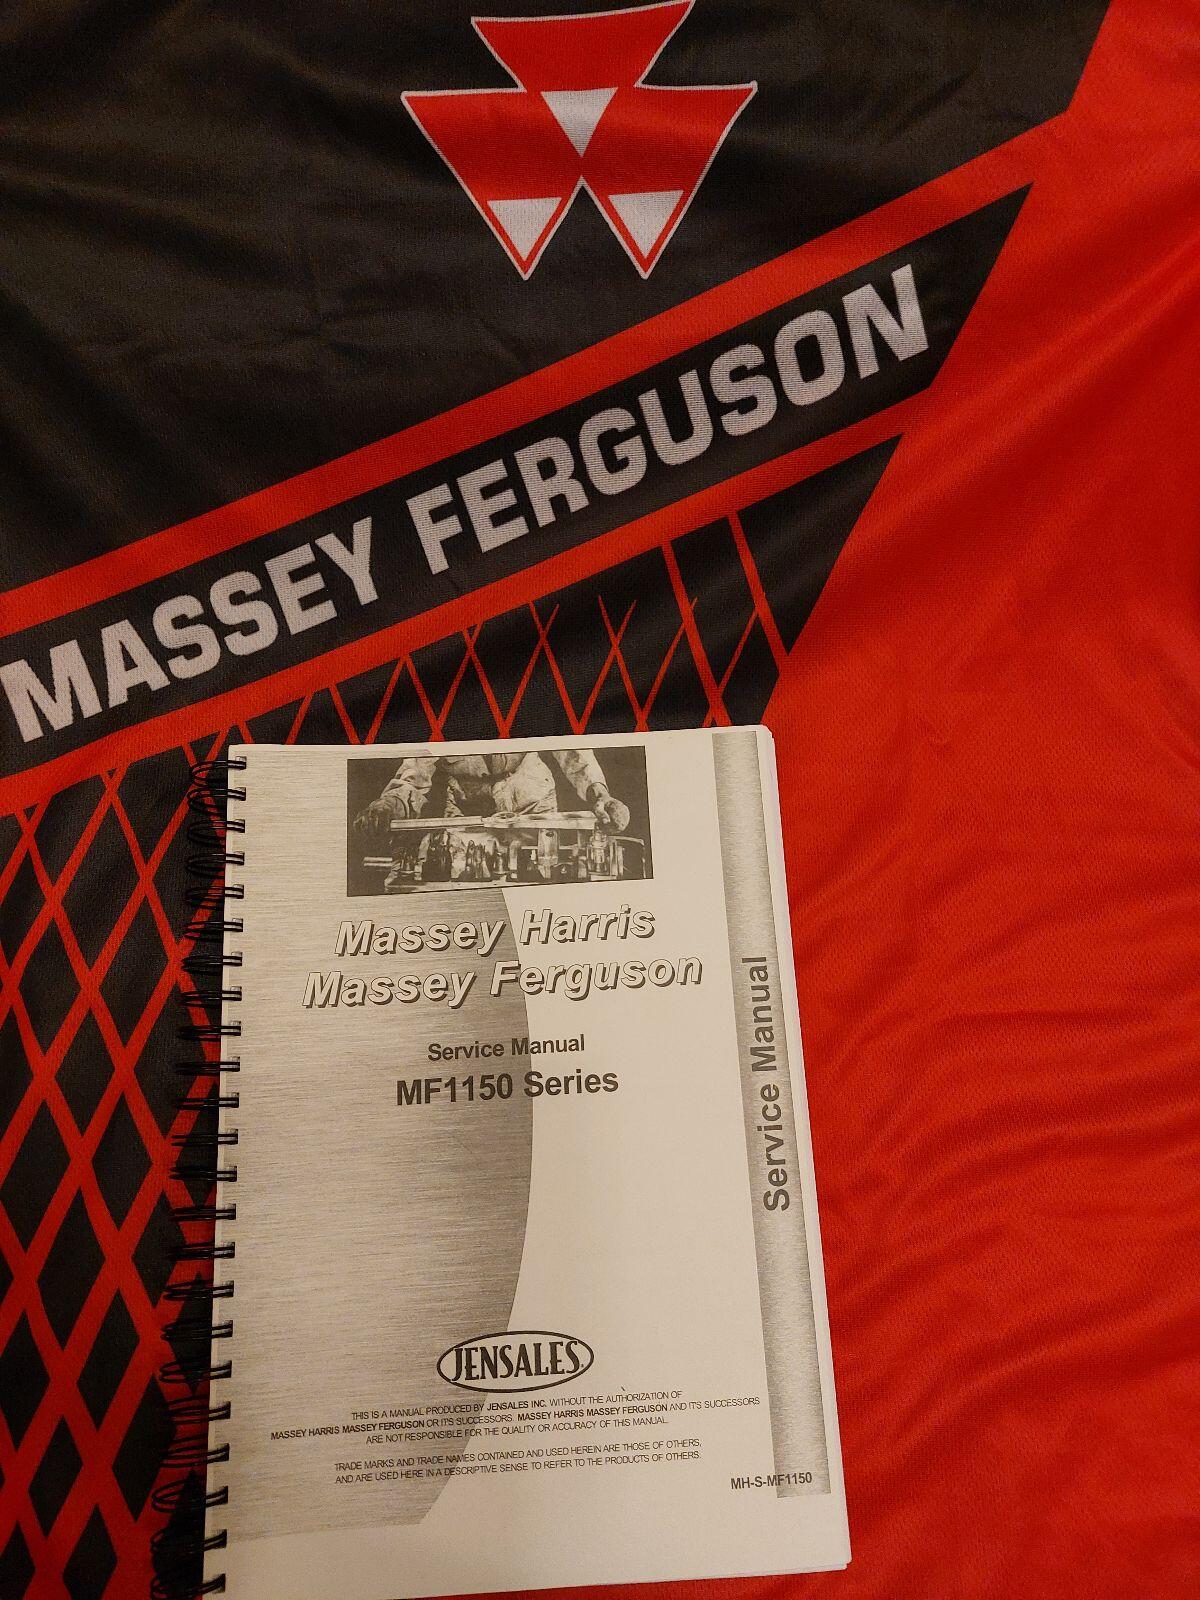 MASSEY FERGUSON
Massey Harris
Massey Ferguson
Service Manual
MF1150 Series
Service Manual
JENSALES
THIS IS A MANUAL PRODUCED BY JENSALES INC. WITHOUT THE AUTHORIZATION OF
MASSEY HARRIS MASSEY FERGUSON OR IT'S SUCCESSORS. MASSEY HARRIS MASSEY FERGUSON AND IT'S SUCCESSORS
ARE NOT RESPONSIBLE FOR THE QUALITY OR ACCURACY OF THIS MANUAL.
TRADE MARKS AND TRADE NAMES CONTAINED AND USED HEREIN ARE THOSE OF OTHERS,
AND ARE USED HERE IN A DESCRIPTIVE SENSE TO REFER TO THE PRODUCTS OF OTHERS.
MH-S-MF1150